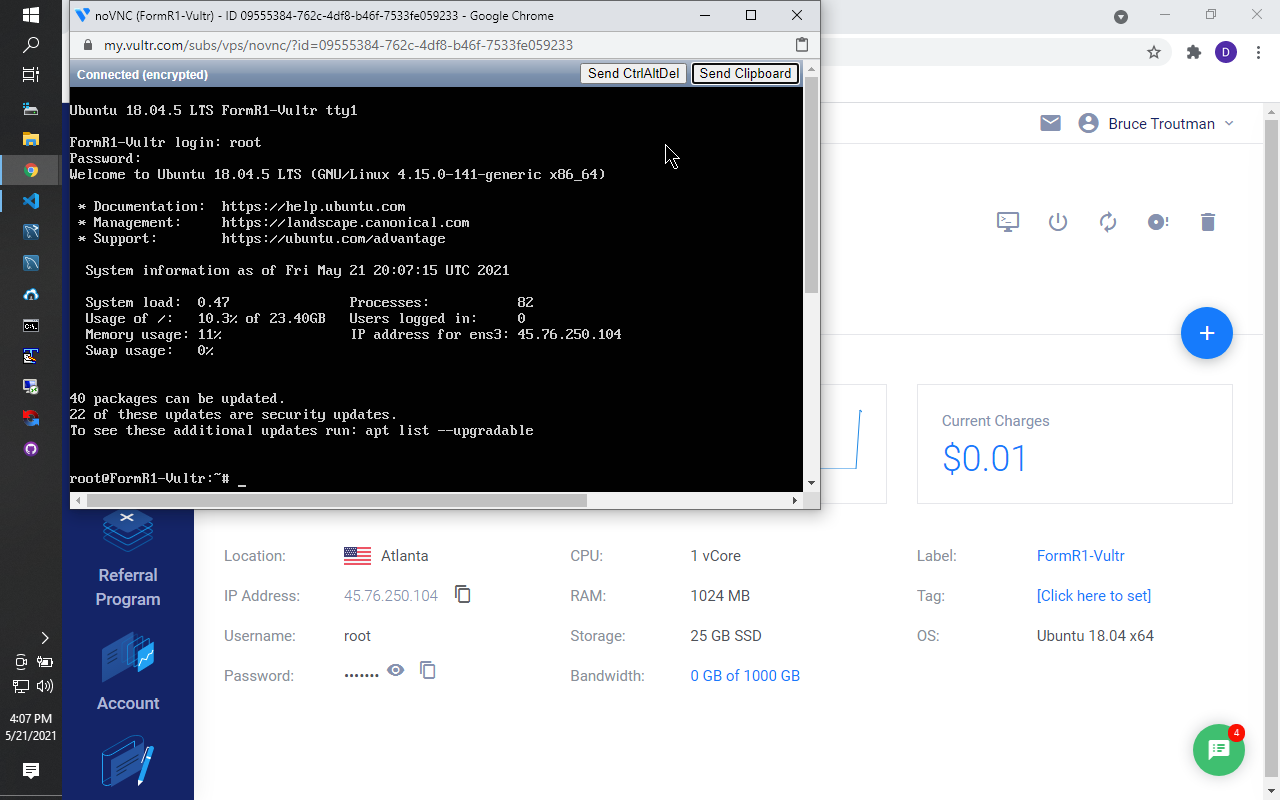 noVNC (FormR1-Vultr) - ID 09555384-762c-4df8-b46f-7533fe059233 - Google Chrome
my.vultr.com/subs/vps/novnc/?id=09555384-762c-4df8-b46f-7533fe059233
D
Connected (encrypted)
Send CtrlAltDel
Send Clipboard
Ubuntu 18.04.5 LTS FormR1-Vultr tty1
FormR1-Vultr login: root
Password:
Welcome to Ubuntu 18.04.5 LTS (GNU/Linux 4.15.0-141-generic x86_64)
* Documentation: https://help.ubuntu.com
* Management: https://landscape.canonical.com
* Support: https://ubuntu.com/advantage
System information as of Fri May 21 20:07:15 UTC 2021
System load: 0.47 Processes: 82
Usage of /: 10.3% of 23.40GB Users logged in: 0
Memory usage: 11% IP address for ens3: 45.76.250.104
Swap usage: 0%
40 packages can be updated.
22 of these updates are security updates.
To see these additional updates run: apt list --upgradable
root@FormR1-Vultr:~# _
Bruce Troutman
Current Charges
$0.01
Referral
Program
Account
Location: Atlanta
IP Address: 45.76.250.104
Username: root
Password: •••••••
CPU: 1 vCore
RAM: 1024 MB
Storage: 25 GB SSD
Bandwidth: 0 GB of 1000 GB
Label: FormR1-Vultr
Tag: [Click here to set]
OS: Ubuntu 18.04 x64
4
4:07 PM
5/21/2021